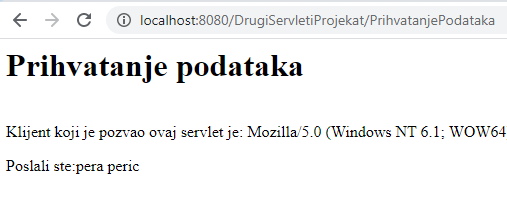 localhost:8080/DrugiServletiProjekat/PrihvatanjePodataka
Prihvatanje podataka
Klijent koji je pozvao ovaj servlet je: Mozilla/5.0 (Windows NT 6.1; WOW64
Poslali ste:pera peric